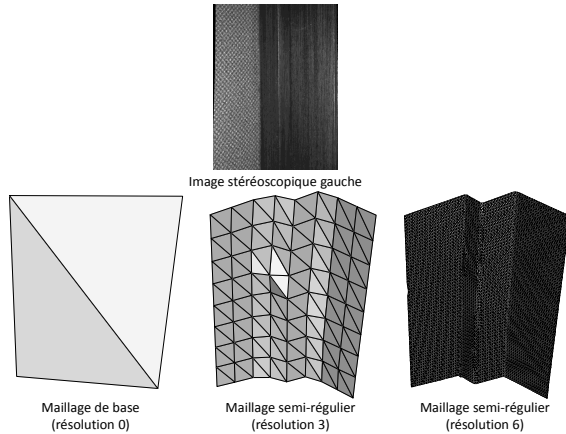 Image stéréoscopique gauche
Maillage de base
(résolution 0)
Maillage semi-régulier
(résolution 3)
Maillage semi-régulier
(résolution 6)